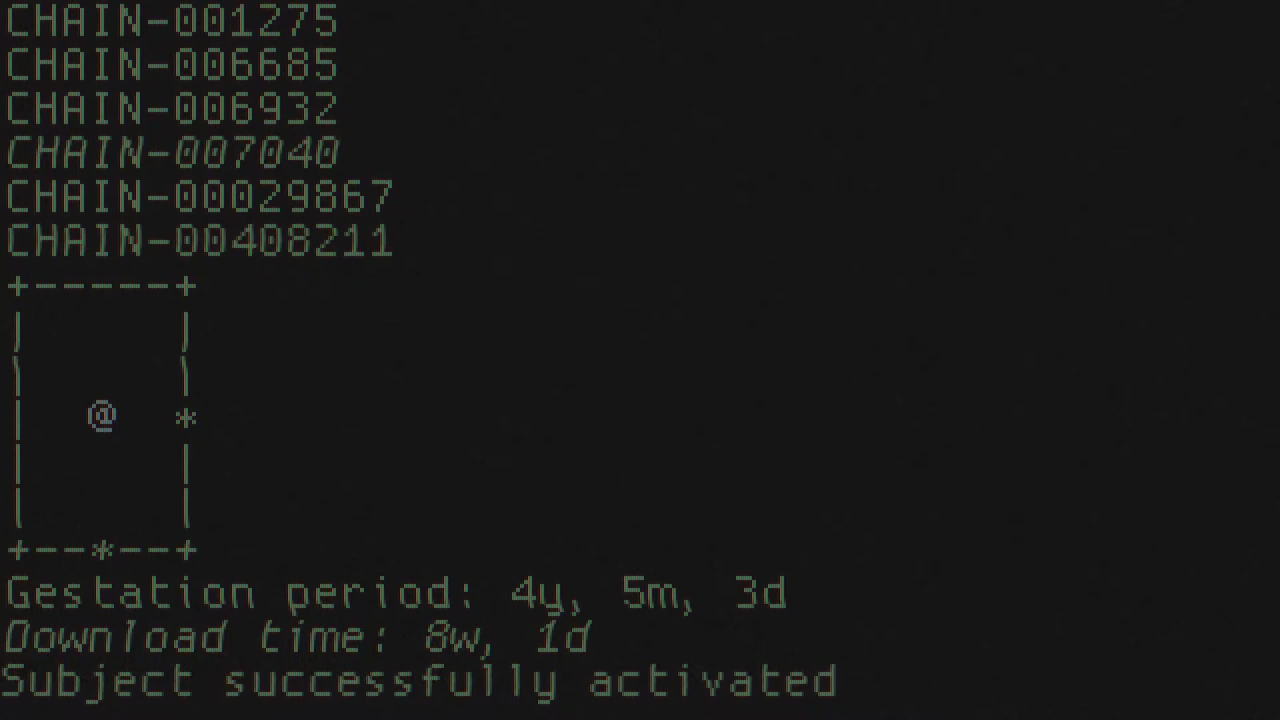 CHAIN-001275
CHAIN-006685
CHAIN-006932
CHAIN-007040
CHAIN-00029867
CHAIN-00408211
+-----+
|     |
|     |
|  @  *
|     |
|     |
+--*--+
Gestation period: 4y, 5m, 3d
Download time: 8w, 1d
Subject successfully activated